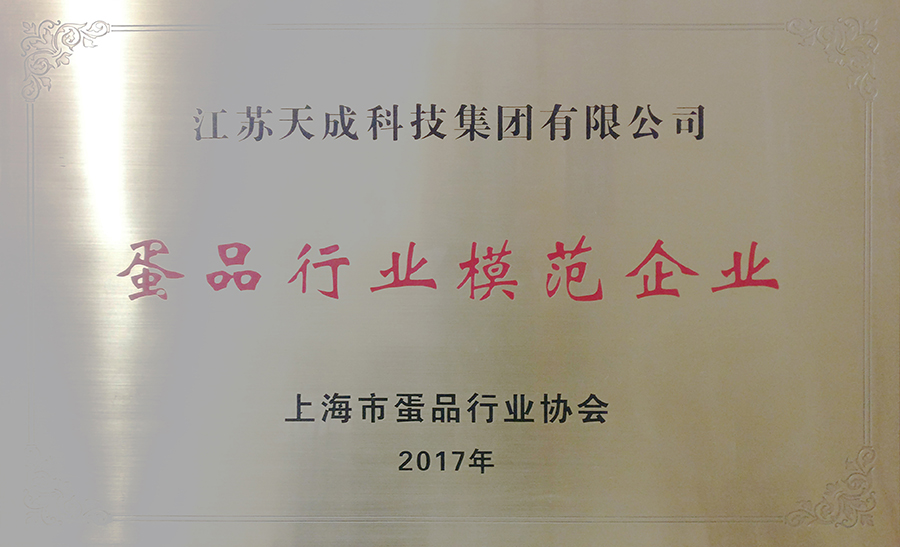 江苏天成科技集团有限公司
蛋品行业模范企业
上海市蛋品行业协会
2017年